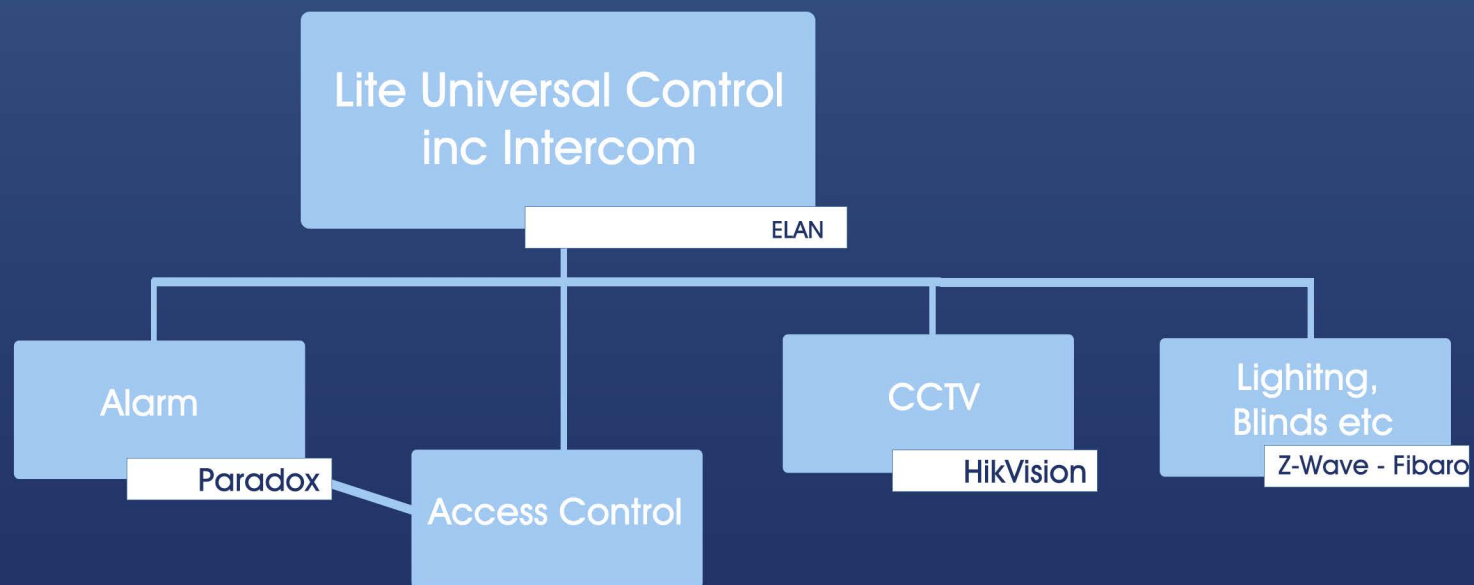 Lite Universal Control
inc Intercom
ELAN
Alarm
Paradox
Access Control
CCTV
HikVision
Lighitng,
Blinds etc
Z-Wave - Fibaro